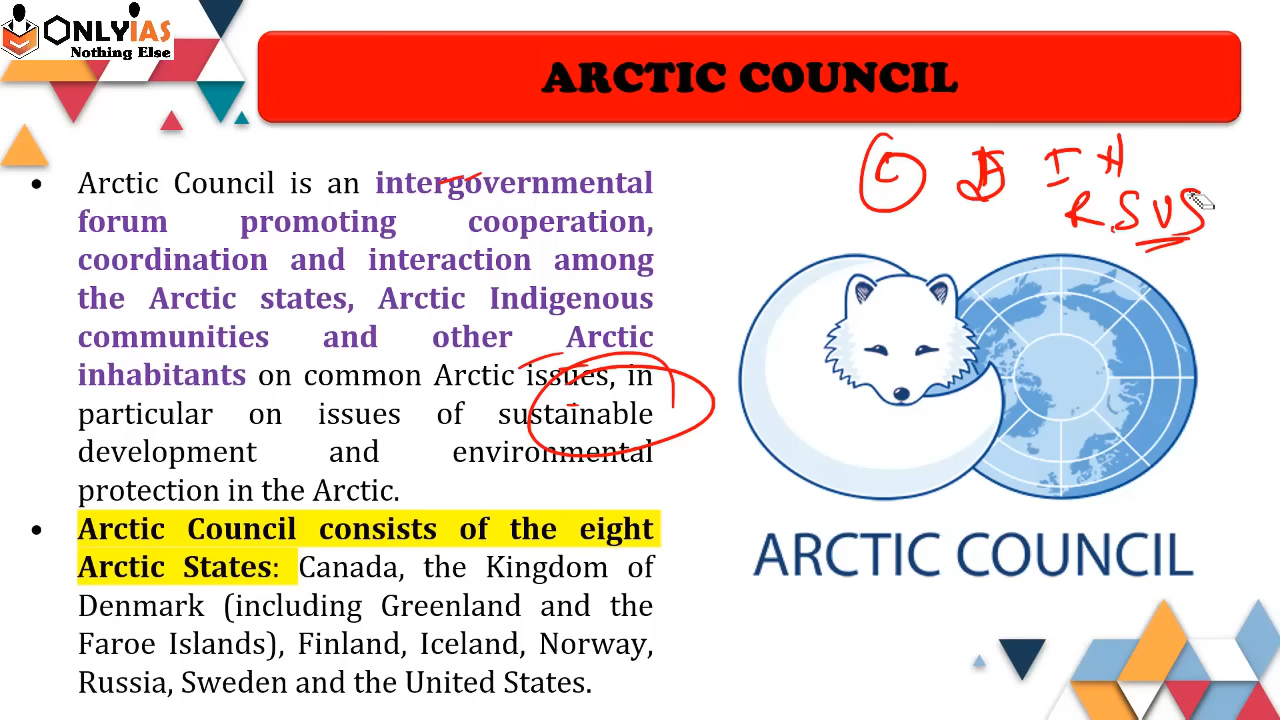 ONLYIAS
Nothing Else
ARCTIC COUNCIL
C I
R S US
• Arctic Council is an intergovernmental
forum promoting cooperation,
coordination and interaction among
the Arctic states, Arctic Indigenous
communities and other Arctic
inhabitants on common Arctic issues, in
particular on issues of sustainable
development and environmental
protection in the Arctic.
• Arctic Council consists of the eight
Arctic States: Canada, the Kingdom of
Denmark (including Greenland and the
Faroe Islands), Finland, Iceland, Norway,
Russia, Sweden and the United States.
ARCTIC COUNCIL